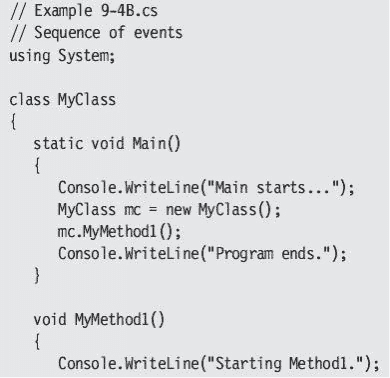 // Example 9-4B.cs
// Sequence of events
using System;
class MyClass
{
static void Main()
{
Console.WriteLine("Main starts...");
MyClass mc = new MyClass();
mc.MyMethod1();
Console.WriteLine("Program ends.");
}
void MyMethod1()
{
Console.WriteLine("Starting Method1.");